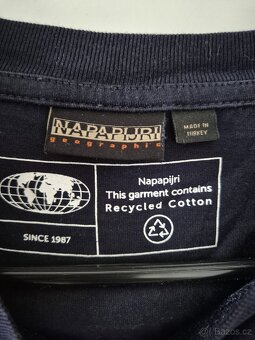 NAPAPIJRI
geographic
MADE IN
TURKEY
Napapijri
This garment contains
Recycled Cotton
SINCE 1987
Bazos.cz